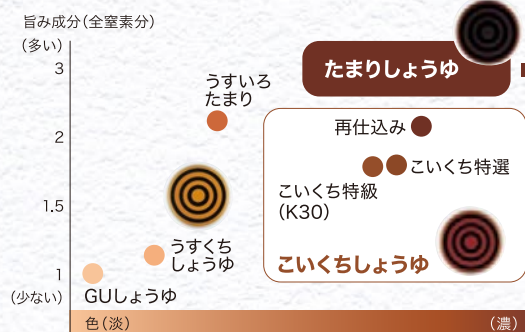 旨み成分(全窒素分)
(多い)
3
たまりしょうゆ
うすいろ
たまり
2
再仕込み
こいくち特選
こいくち特級
(K30)
1.5
うすくち
しょうゆ
こいくちしょうゆ
1
(少ない)
GUしょうゆ
色(淡)
(濃)